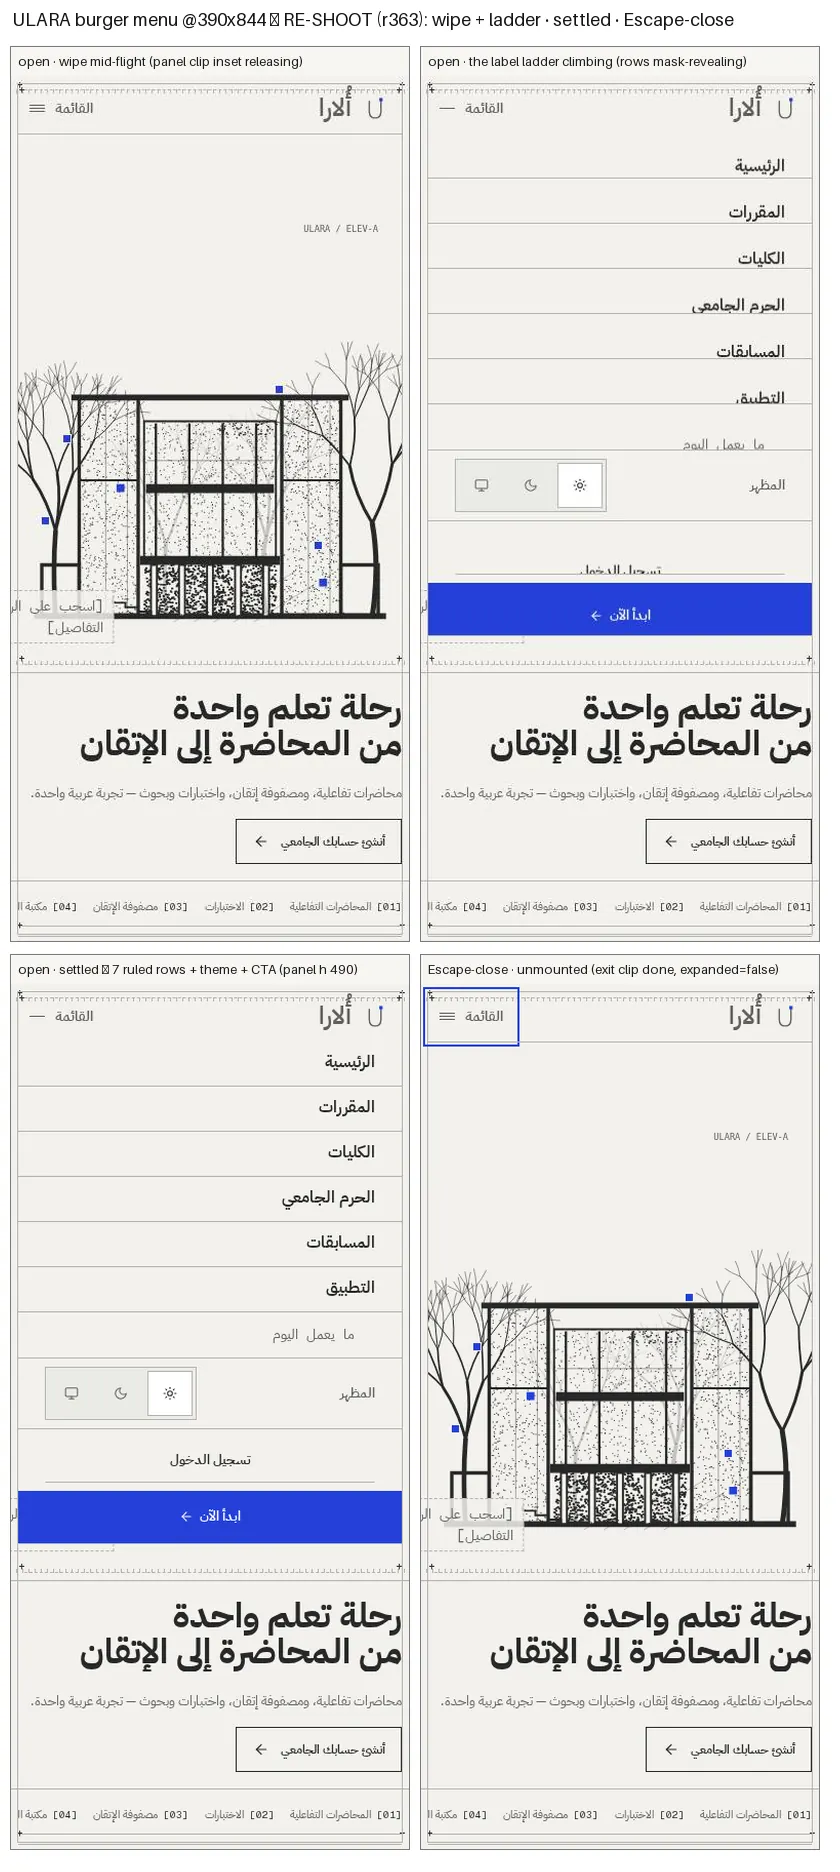 ULARA burger menu @390x844 RE-SHOOT (r363): wipe + ladder · settled · Escape-close
open · wipe mid-flight (panel clip inset releasing)
القائمة
ألارا
ULARA / ELEV-A
[اسحب على
التفاصيل]
رحلة تعلم واحدة
من المحاضرة إلى الإتقان
محاضرات تفاعلية، ومصفوفة إتقان، واختبارات وبحوث — تجربة عربية واحدة.
أنشئ حسابك الجامعي ←
[01] المحاضرات التفاعلية [02] الاختبارات [03] مصفوفة الإتقان [04] مكتبة
open · the label ladder climbing (rows mask-revealing)
القائمة
ألارا
الرئيسية
المقررات
الكليات
الحرم الجامعي
المسابقات
التطبيق
ما يعمل اليوم
المظهر
تسجيل الدخول
ابدأ الآن ←
رحلة تعلم واحدة
من المحاضرة إلى الإتقان
محاضرات تفاعلية، ومصفوفة إتقان، واختبارات وبحوث — تجربة عربية واحدة.
أنشئ حسابك الجامعي ←
[01] المحاضرات التفاعلية [02] الاختبارات [03] مصفوفة الإتقان [04] مكتبة
open · settled 7 ruled rows + theme + CTA (panel h 490)
القائمة
ألارا
الرئيسية
المقررات
الكليات
الحرم الجامعي
المسابقات
التطبيق
ما يعمل اليوم
المظهر
تسجيل الدخول
ابدأ الآن ←
رحلة تعلم واحدة
من المحاضرة إلى الإتقان
محاضرات تفاعلية، ومصفوفة إتقان، واختبارات وبحوث — تجربة عربية واحدة.
أنشئ حسابك الجامعي ←
[01] المحاضرات التفاعلية [02] الاختبارات [03] مصفوفة الإتقان [04] مكتبة
Escape-close · unmounted (exit clip done, expanded=false)
القائمة
ألارا
ULARA / ELEV-A
[اسحب على
التفاصيل]
رحلة تعلم واحدة
من المحاضرة إلى الإتقان
محاضرات تفاعلية، ومصفوفة إتقان، واختبارات وبحوث — تجربة عربية واحدة.
أنشئ حسابك الجامعي ←
[01] المحاضرات التفاعلية [02] الاختبارات [03] مصفوفة الإتقان [04] مكتبة